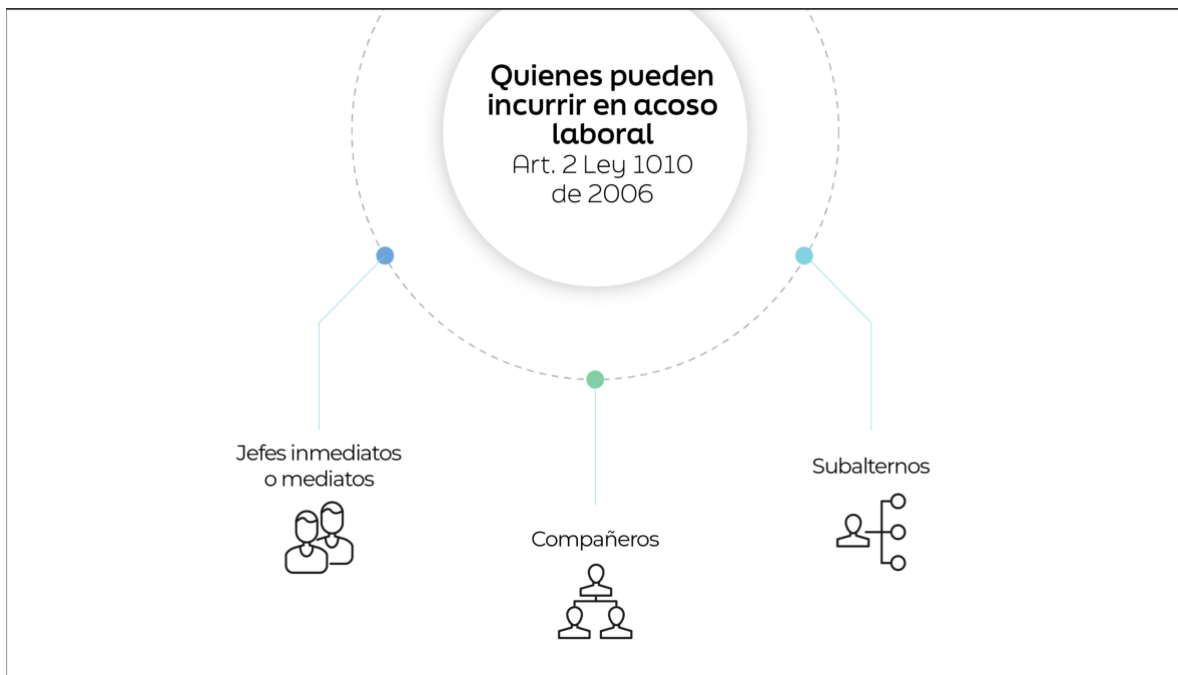 Quienes pueden
incurrir en acoso
laboral
Art. 2 Ley 1010
de 2006
Jefes inmediatos
o mediatos
Compañeros
Subalternos